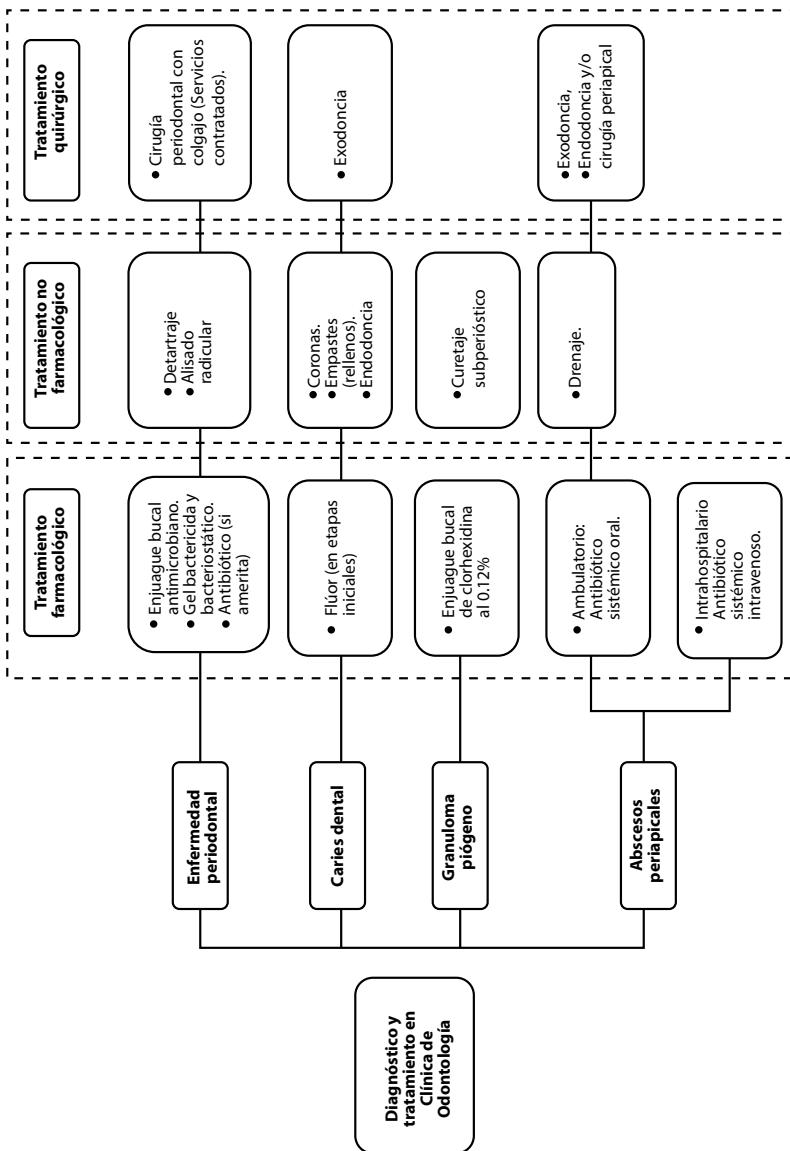 Diagnóstico y
tratamiento en
Clínica de
Odontología
Enfermedad
periodontal
Caries dental
Granuloma
piógeno
Abscesos
periapicales
Tratamiento
farmacológico
• Enjuague bucal
antimicrobiano.
• Gel bactericida y
bacteriostático.
• Antibiótico (si
amerita)
• Flúor (en etapas
iniciales)
• Enjuague bucal
de clorhexidina
al 0.12%
• Ambulatorio:
Antibiótico
sistémico oral.
• Intrahospitalario
Antibiótico
sistémico
intravenoso.
Tratamiento no
farmacológico
• Detartraje
• Alisado
radicular
• Coronas.
• Empastes
(rellenos).
• Endodoncia
• Curetaje
subperióstico
• Drenaje.
Tratamiento
quirúrgico
• Cirugía
periodontal con
colgajo (Servicios
contratados).
• Exodoncia
• Exodoncia,
• Endodoncia y/o
cirugía periapical